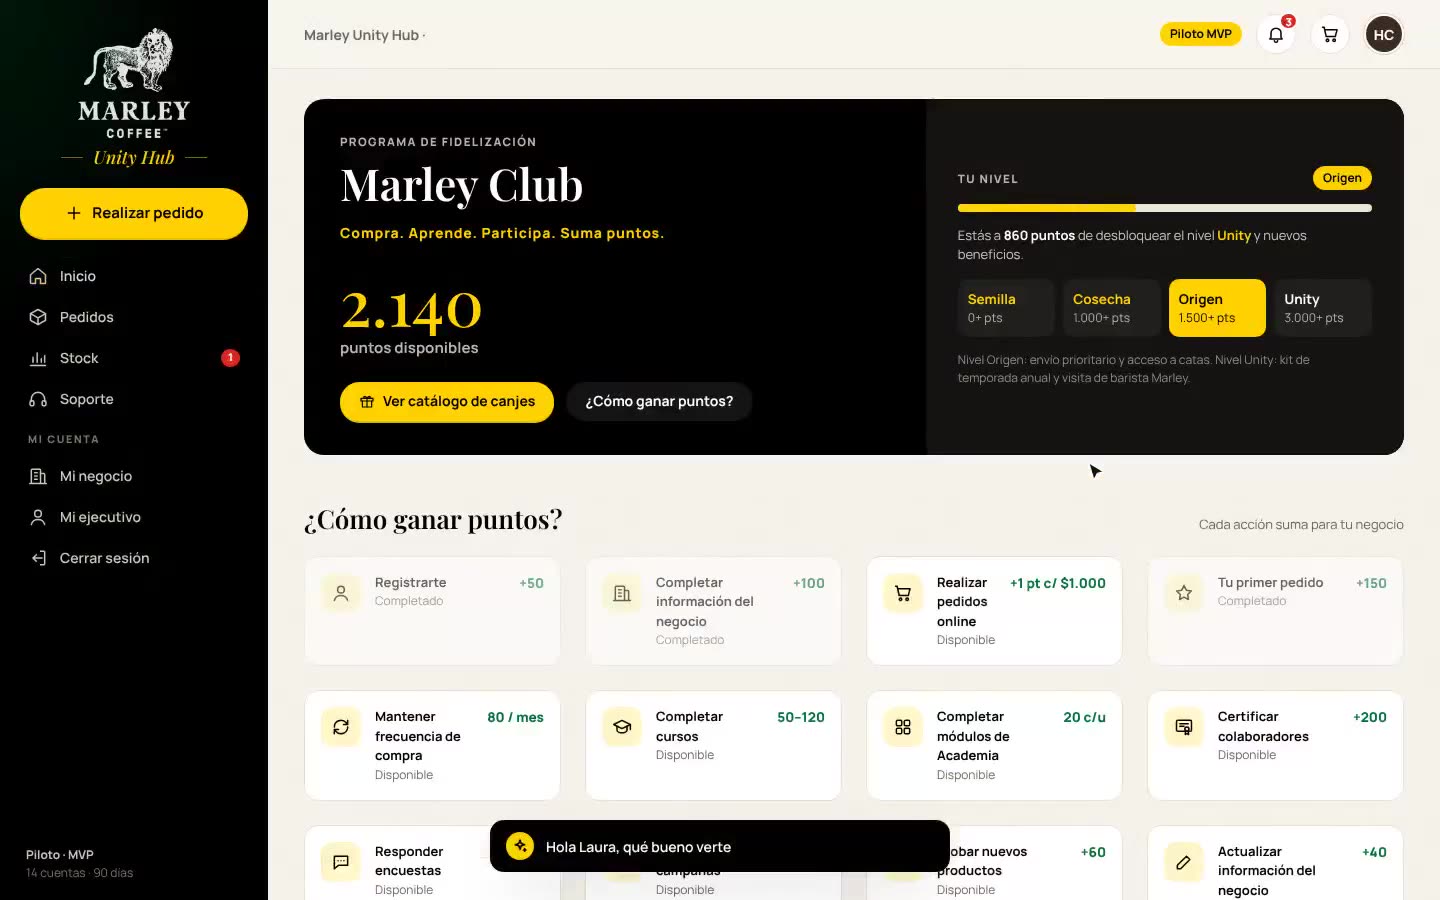 MARLEY
COFFEE
Unity Hub
Realizar pedido
Inicio
Pedidos
Stock 1
Soporte
MI CUENTA
Mi negocio
Mi ejecutivo
Cerrar sesión
Piloto · MVP
14 cuentas · 90 días
Marley Unity Hub ·
Piloto MVP
3
HC
PROGRAMA DE FIDELIZACIÓN
Marley Club
Compra. Aprende. Participa. Suma puntos.
2.140
puntos disponibles
Ver catálogo de canjes
¿Cómo ganar puntos?
TU NIVEL
Origen
Estás a 860 puntos de desbloquear el nivel Unity y nuevos
beneficios.
Semilla
0+ pts
Cosecha
1.000+ pts
Origen
1.500+ pts
Unity
3.000+ pts
Nivel Origen: envío prioritario y acceso a catas. Nivel Unity: kit de
temporada anual y visita de barista Marley.
¿Cómo ganar puntos?
Cada acción suma para tu negocio
Registrarte +50
Completado
Completar +100
información del
negocio
Completado
Realizar +1 pt c/ $1.000
pedidos
online
Disponible
Tu primer pedido +150
Completado
Mantener 80 / mes
frecuencia de
compra
Disponible
Completar 50–120
cursos
Disponible
Completar 20 c/u
módulos de
Academia
Disponible
Certificar +200
colaboradores
Disponible
Responder
encuestas
Disponible
campañas
Disponible
obar nuevos +60
productos
Disponible
Actualizar +40
información del
negocio
Hola Laura, qué bueno verte